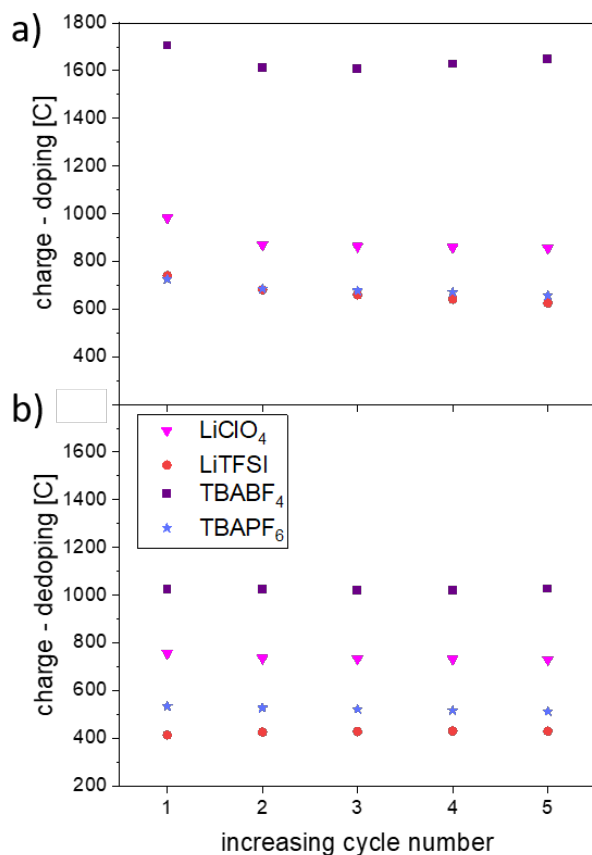 a)
charge - doping [C]
1800
1600
1400
1200
1000
800
600
400
b)
charge - dedoping [C]
1600
1400
1200
1000
800
600
400
200
LiClO₄
LiTFSI
TBABF₄
TBAPF₆
1 2 3 4 5
increasing cycle number